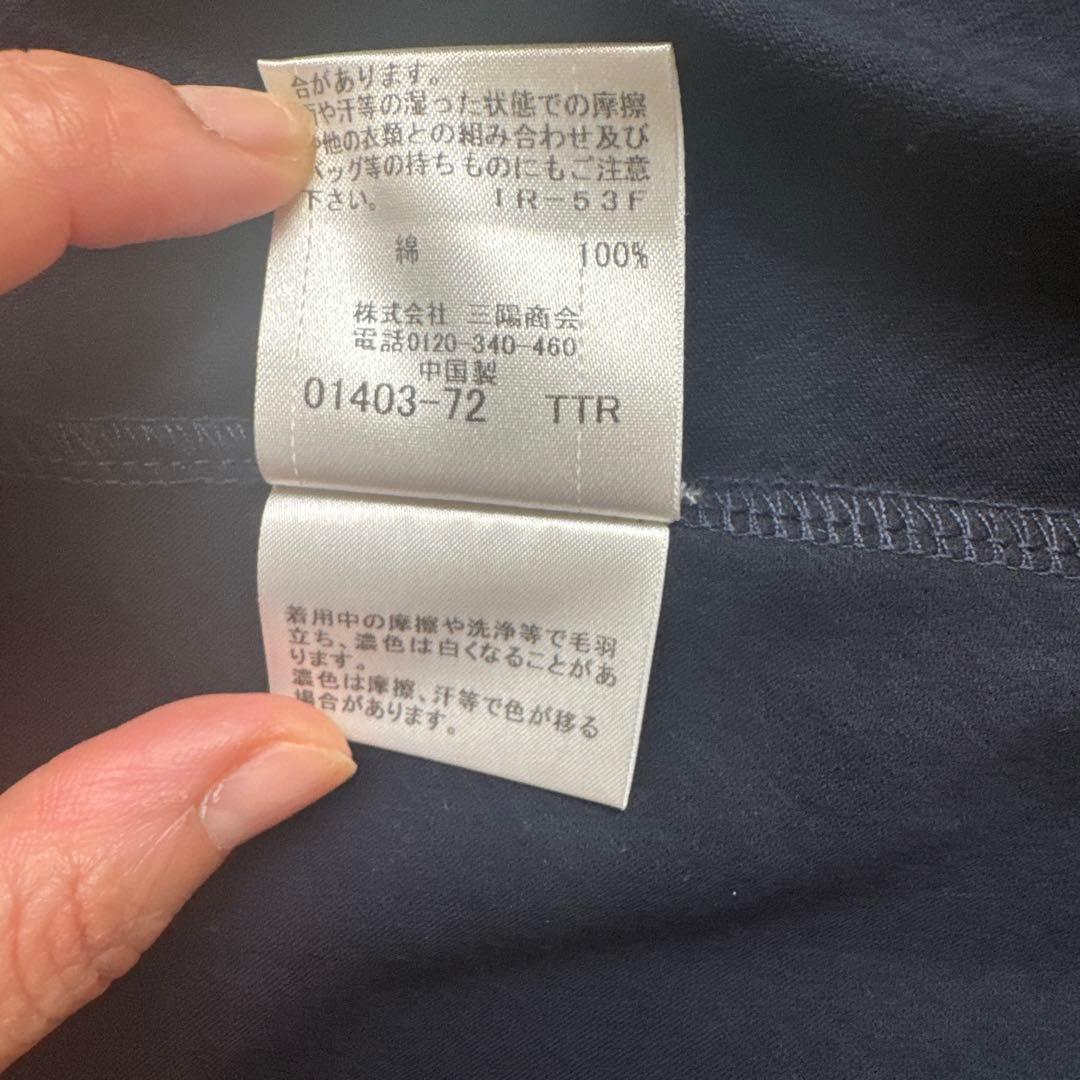 合があります。
や汗等の湿った状態での摩擦
他の衣類との組み合わせ及び
バッグ等の持ちものにもご注意
下さい。 IR-53F
綿 100%
株式会社 三陽商会
電話0120-340-460
中国製
01403-72 TTR
着用中の摩擦や洗浄等で毛羽
立ち、濃色は白くなることがあ
ります。
濃色は摩擦、汗等で色が移る
場合があります。